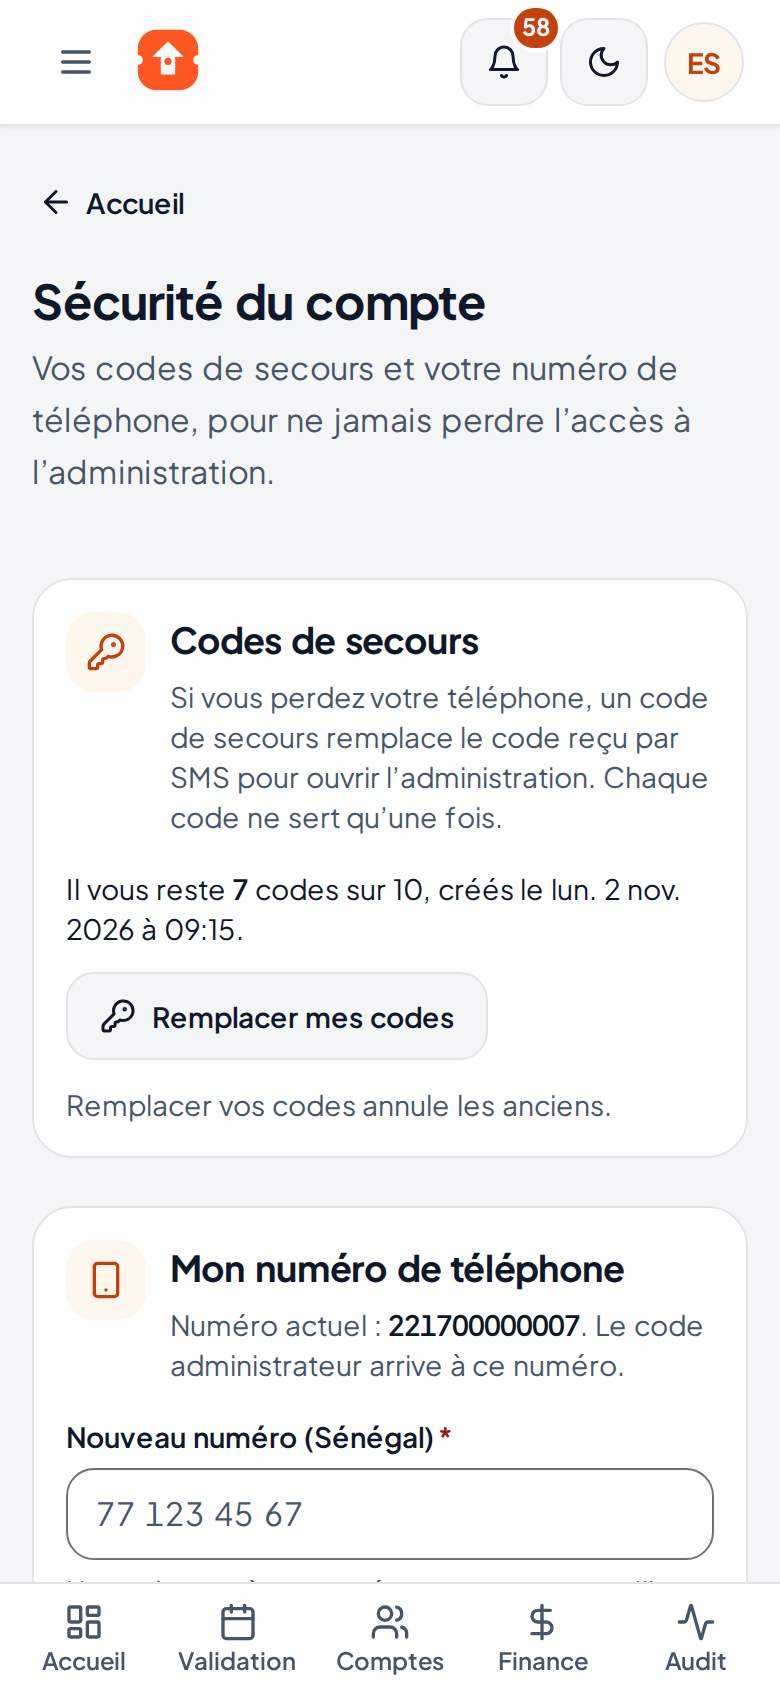 58
ES
Accueil
Sécurité du compte
Vos codes de secours et votre numéro de
téléphone, pour ne jamais perdre l’accès à
l’administration.
Codes de secours
Si vous perdez votre téléphone, un code
de secours remplace le code reçu par
SMS pour ouvrir l’administration. Chaque
code ne sert qu’une fois.
Il vous reste 7 codes sur 10, créés le lun. 2 nov.
2026 à 09:15.
Remplacer mes codes
Remplacer vos codes annule les anciens.
Mon numéro de téléphone
Numéro actuel : 221700000007. Le code
administrateur arrive à ce numéro.
Nouveau numéro (Sénégal) *
77 123 45 67
Accueil
Validation
Comptes
Finance
Audit